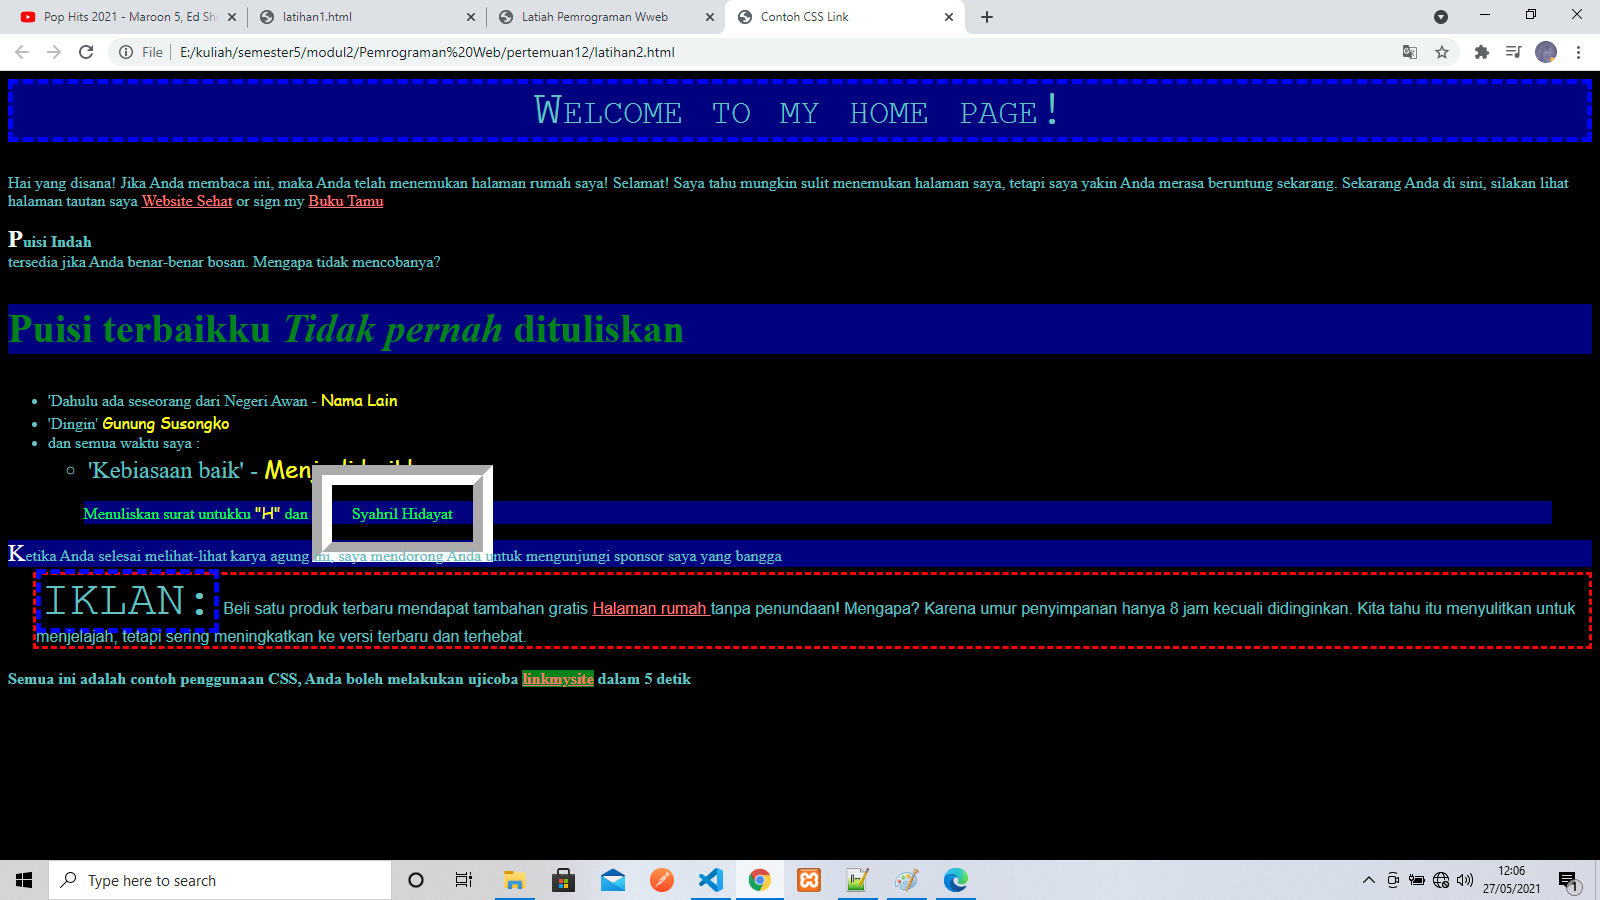 Pop Hits 2021 - Maroon 5, Ed She
latihan1.html
Latiah Pemrograman Wweb
Contoh CSS Link
File
E:/kuliah/semester5/modul2/Pemrograman%20Web/pertemuan12/latihan2.html
Welcome to my home page!
Hai yang disana! Jika Anda membaca ini, maka Anda telah menemukan halaman rumah saya! Selamat! Saya tahu mungkin sulit menemukan halaman saya, tetapi saya yakin Anda merasa beruntung sekarang. Sekarang Anda di sini, silakan lihat
halaman tautan saya Website Sehat or sign my Buku Tamu
Puisi Indah
tersedia jika Anda benar-benar bosan. Mengapa tidak mencobanya?
Puisi terbaikku Tidak pernah dituliskan
'Dahulu ada seseorang dari Negeri Awan - Nama Lain
'Dingin' Gunung Susongko
dan semua waktu saya :
'Kebiasaan baik' -
Menuliskan surat untukku "H" dan Syahril Hidayat
Ketika Anda selesai melihat-lihat karya agung ini, saya mendorong Anda untuk mengunjungi sponsor saya yang bangga
IKLAN: Beli satu produk terbaru mendapat tambahan gratis Halaman rumah tanpa penundaan! Mengapa? Karena umur penyimpanan hanya 8 jam kecuali didinginkan. Kita tahu itu menyulitkan untuk
menjelajah, tetapi sering meningkatkan ke versi terbaru dan terhebat.
Semua ini adalah contoh penggunaan CSS, Anda boleh melakukan ujicoba linkmysite dalam 5 detik
Type here to search
12:06
27/05/2021
1